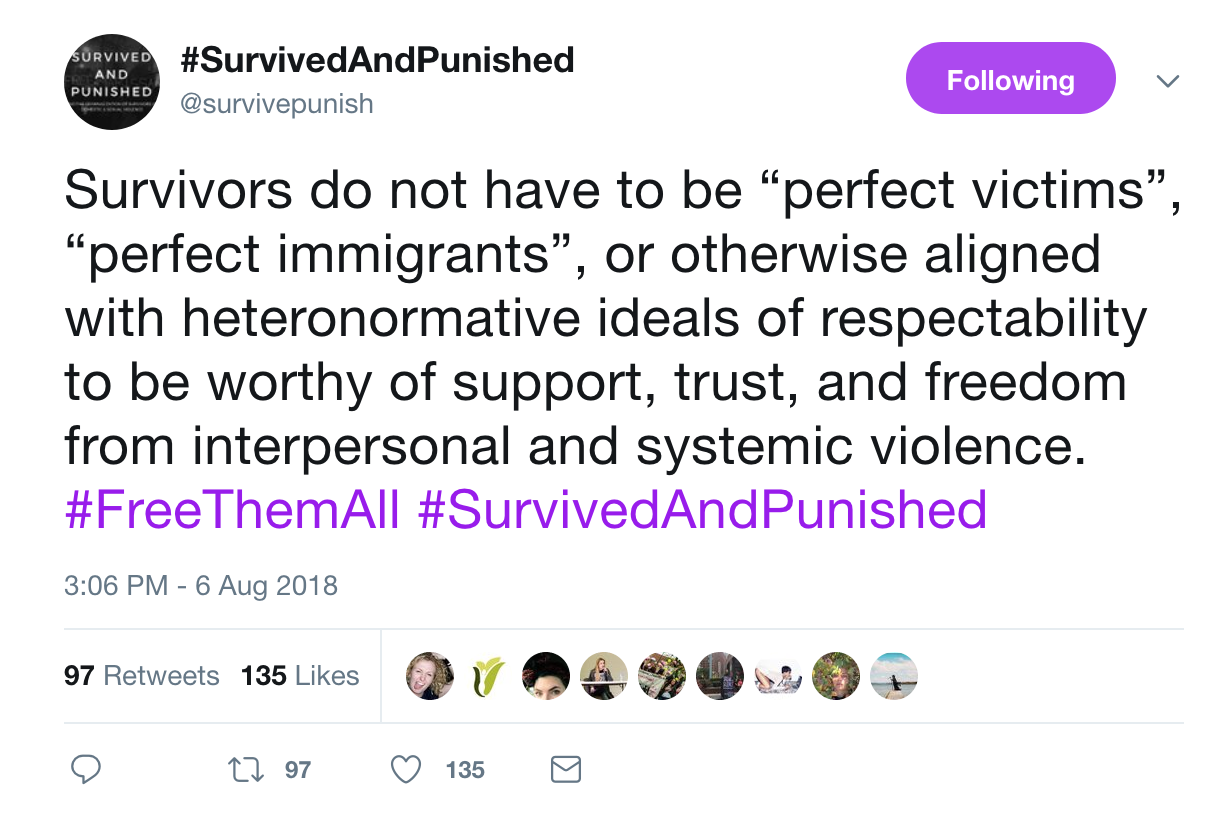 SURVIVED
AND
PUNISHED
#SurvivedAndPunished
@survivepunish
Following
Survivors do not have to be “perfect victims”,
“perfect immigrants”, or otherwise aligned
with heteronormative ideals of respectability
to be worthy of support, trust, and freedom
from interpersonal and systemic violence.
#FreeThemAll #SurvivedAndPunished
3:06 PM - 6 Aug 2018
97 Retweets 135 Likes
97 135